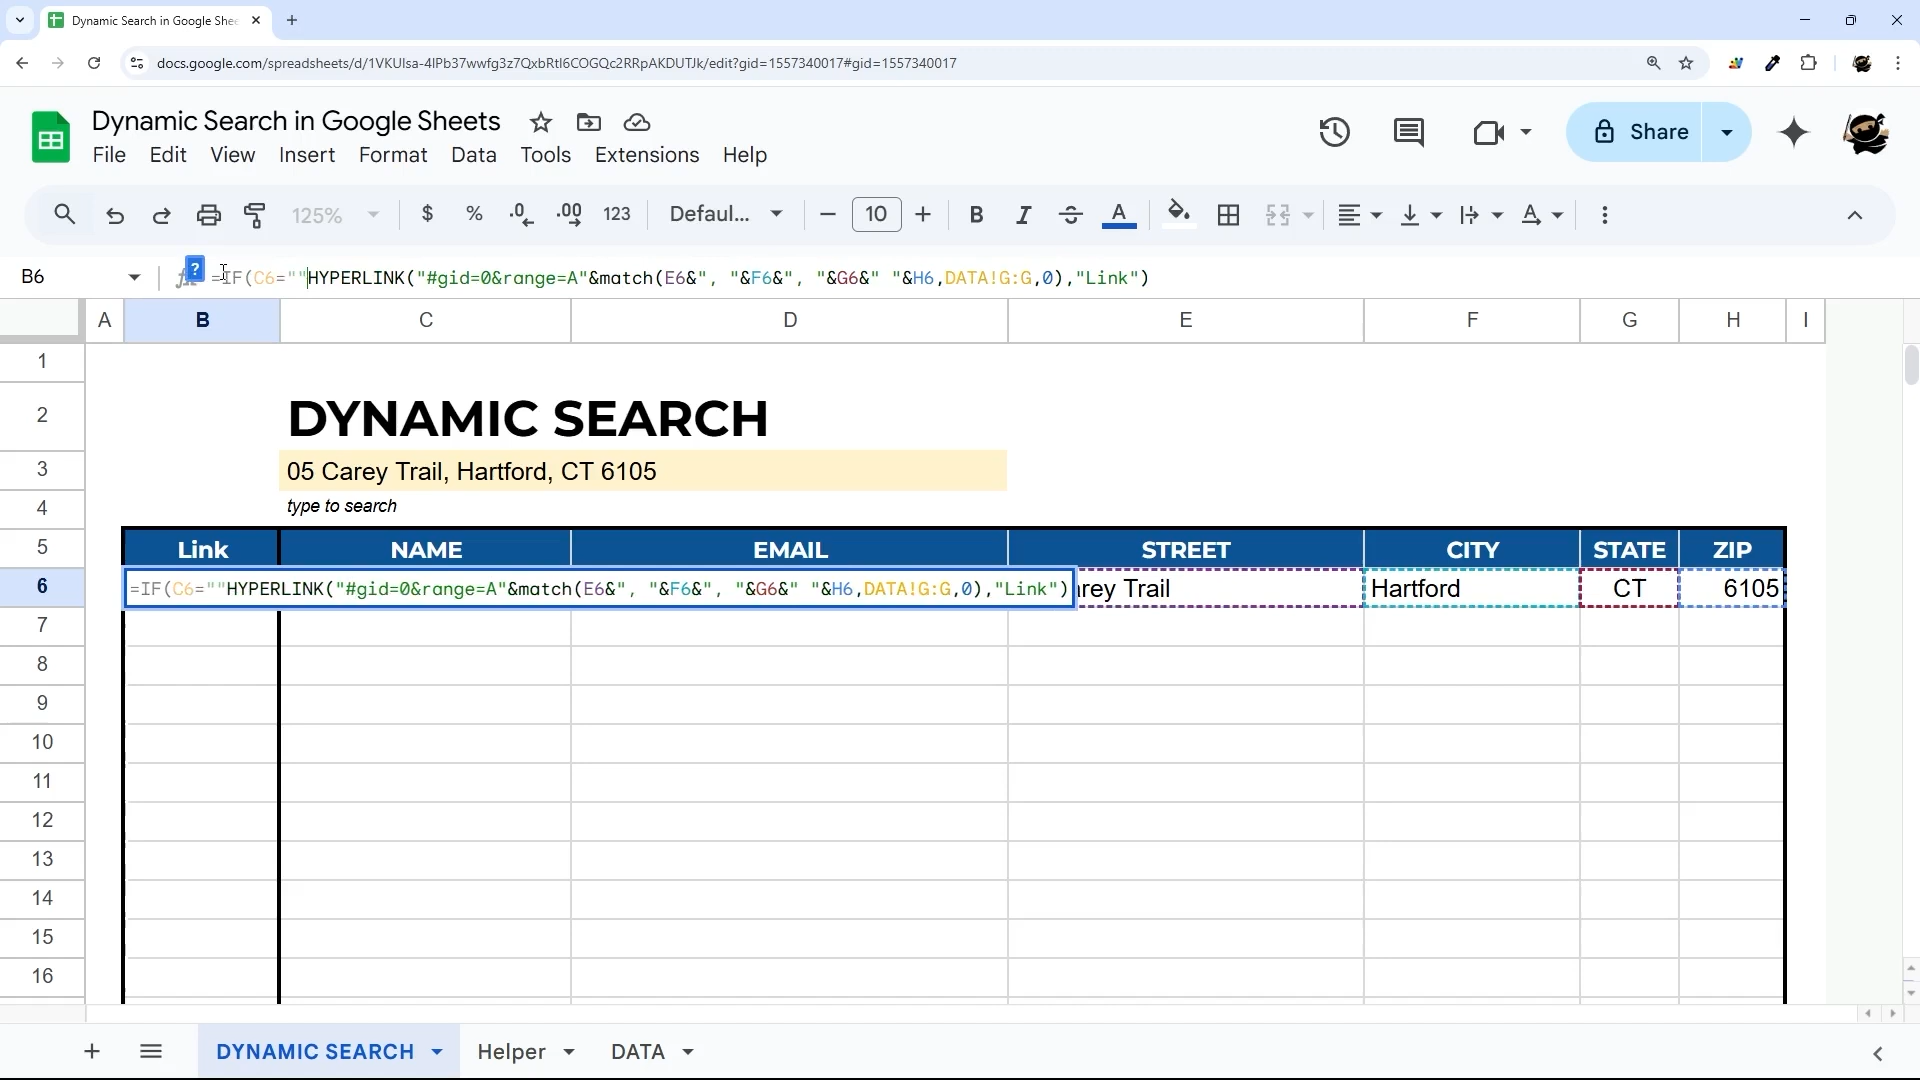 Dynamic Search in Google Shee
docs.google.com/spreadsheets/d/1VKUlsa-4IPb37wwfg3z7QxbRtl6COGQc2RRpAKDUTJk/edit?gid=1557340017#gid=1557340017
Dynamic Search in Google Sheets
File Edit View Insert Format Data Tools Extensions Help
Share
125% $ % .0 .00 123 Defaul... 10 B I A
B6 ? =IF(C6=""HYPERLINK("#gid=0&range=A"&match(E6&", "&F6&", "&G6&" "&H6,DATA!G:G,0),"Link")
A B C D E F G H I
1
2 DYNAMIC SEARCH
3 05 Carey Trail, Hartford, CT 6105
4 type to search
5 Link NAME EMAIL STREET CITY STATE ZIP
6 =IF(C6=""HYPERLINK("#gid=0&range=A"&match(E6&", "&F6&", "&G6&" "&H6,DATA!G:G,0),"Link") rey Trail Hartford CT 6105
7
8
9
10
11
12
13
14
15
16
DYNAMIC SEARCH Helper DATA